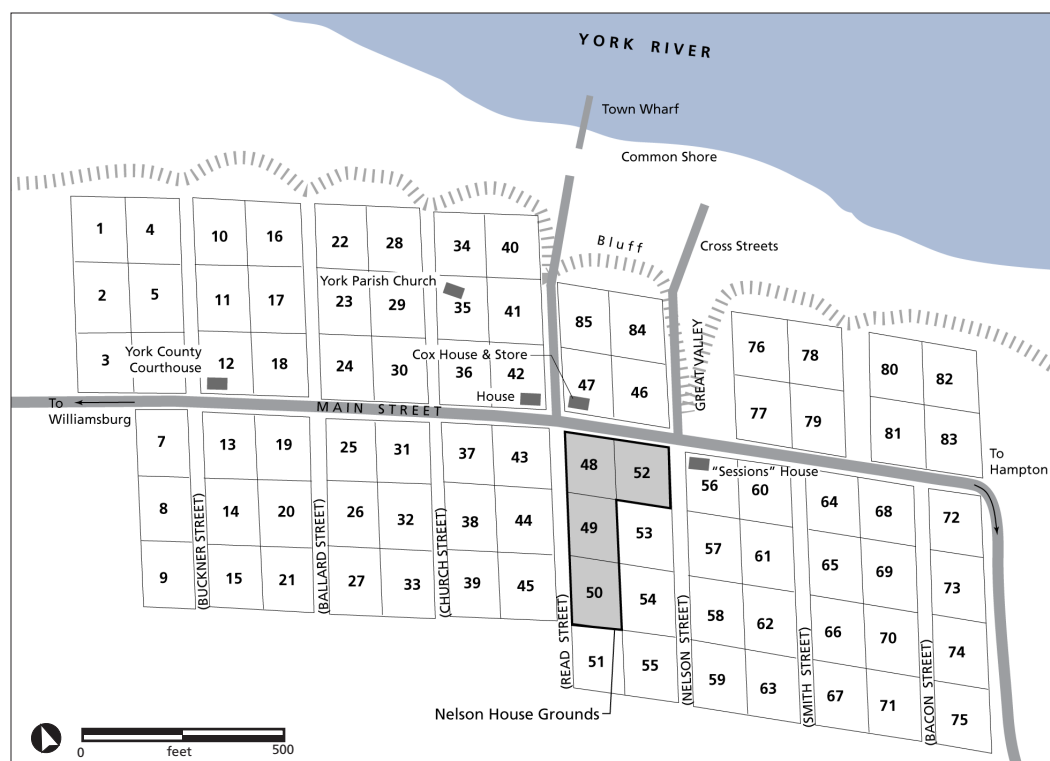 YORK RIVER
Town Wharf
Common Shore
Bluff
Cross Streets
1 4 10 16 22 28 34 40
York Parish Church
2 5 11 17 23 29 35 41
85 84
GREAT VALLEY
76 78
80 82
York County
Courthouse
Cox House & Store
3 12 18 24 30 36 42
47 46
77 79
81 83
House
To
Williamsburg
MAIN STREET
To
Hampton
"Sessions" House
7 13 19 25 31 37 43
48 52
56 60 64 68 72
8 14 20 26 32 38 44
49 53
57 61 65 69 73
9 15 21 27 33 39 45
50 54
58 62 66 70 74
51 55
59 63 67 71 75
(BUCKNER STREET)
(BALLARD STREET)
(CHURCH STREET)
(READ STREET)
(NELSON STREET)
(SMITH STREET)
(BACON STREET)
Nelson House Grounds
0 feet 500